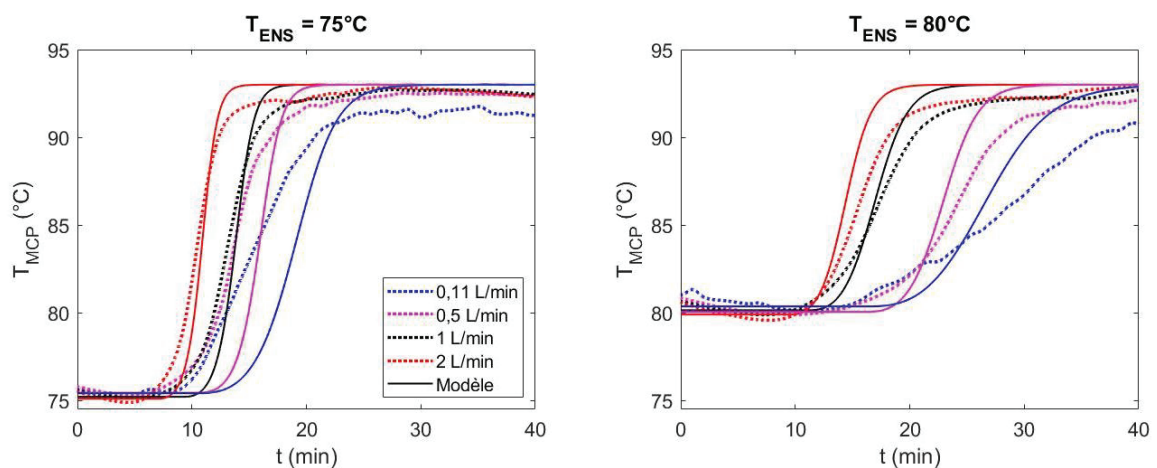 T_ENS = 75°C
95
90
85
80
75
T_MCP (°C)
0
10
20
30
40
t (min)
0,11 L/min
0,5 L/min
1 L/min
2 L/min
Modèle
T_ENS = 80°C
95
90
85
80
75
T_MCP (°C)
0
10
20
30
40
t (min)